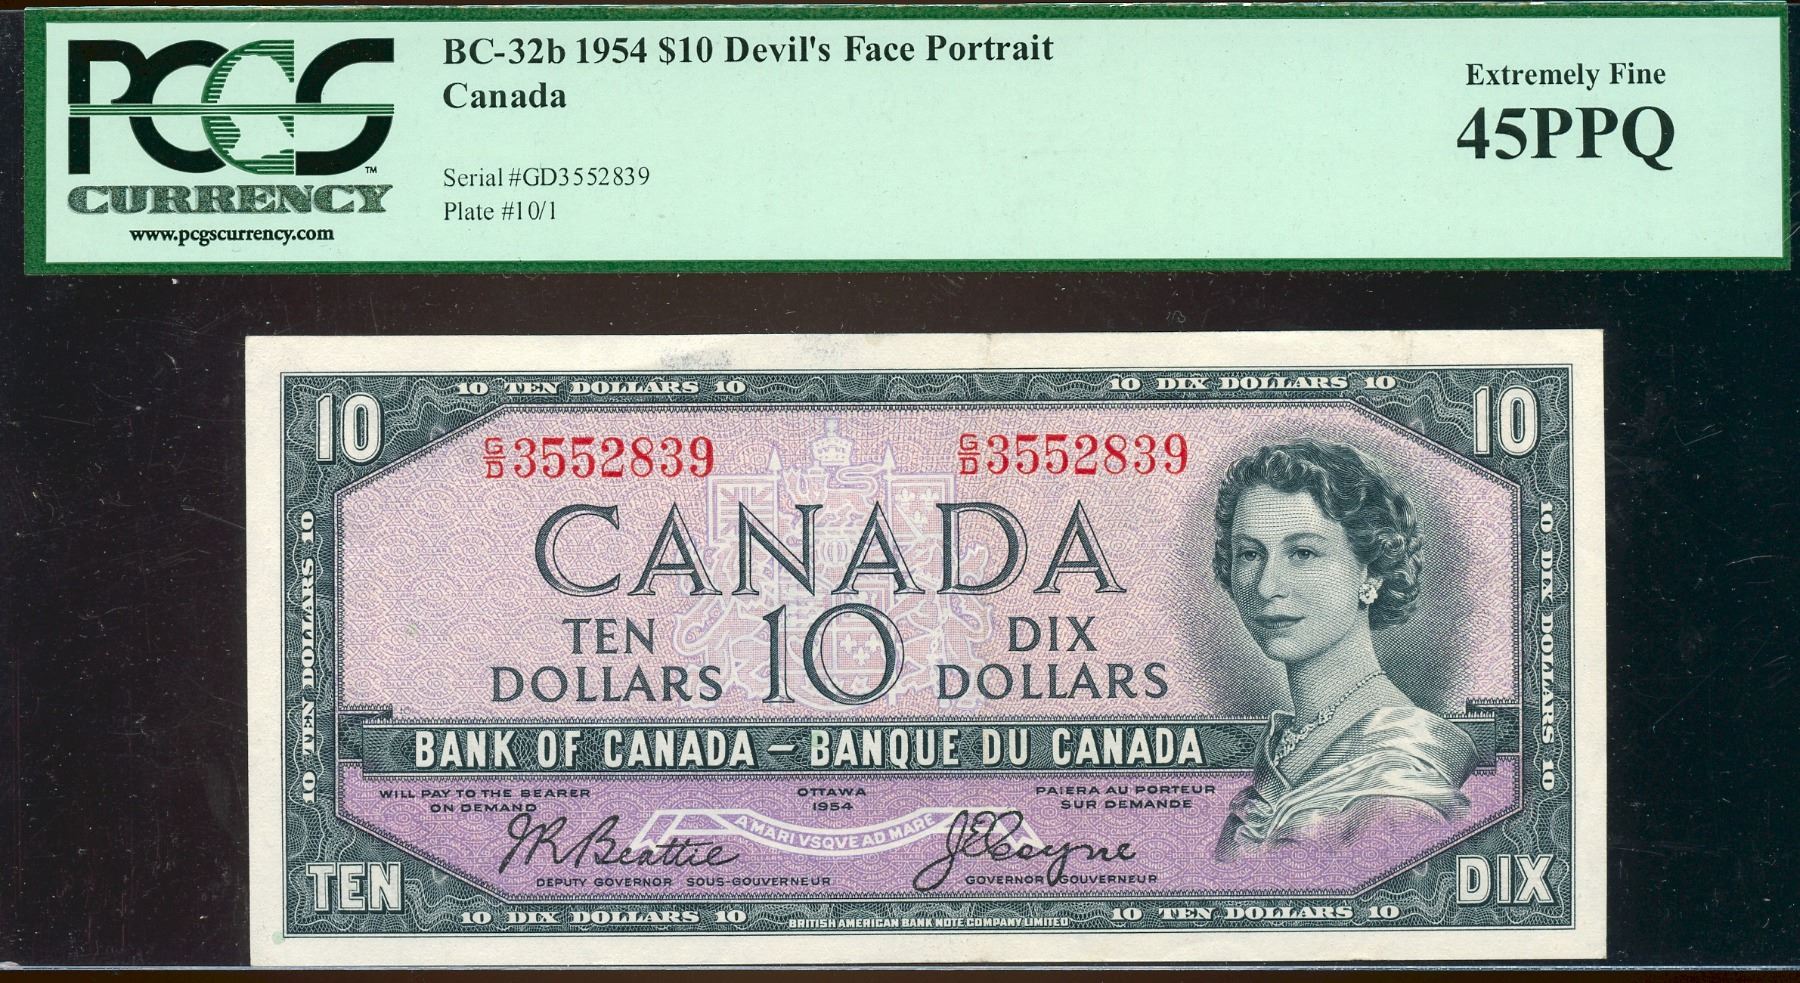 PCGS
CURRENCY
TM
www.pcgscurrency.com
BC-32b 1954 $10 Devil's Face Portrait
Canada
Serial #GD3552839
Plate #10/1
Extremely Fine
45PPQ
10 TEN DOLLARS 10
10 DIX DOLLARS 10
10
10
G/D 3552839
G/D 3552839
CANADA
TEN
DOLLARS
10
DIX
DOLLARS
10 TEN DOLLARS 10
10 DIX DOLLARS 10
BANK OF CANADA – BANQUE DU CANADA
WILL PAY TO THE BEARER
ON DEMAND
OTTAWA
1954
PAIERA AU PORTEUR
SUR DEMANDE
A MARI VSQVE AD MARE
JR Beattie
J E Coyne
DEPUTY GOVERNOR SOUS-GOUVERNEUR
GOVERNOR GOUVERNEUR
TEN
DIX
10 DIX DOLLARS 10
BRITISH AMERICAN BANK NOTE COMPANY LIMITED
10 TEN DOLLARS 10